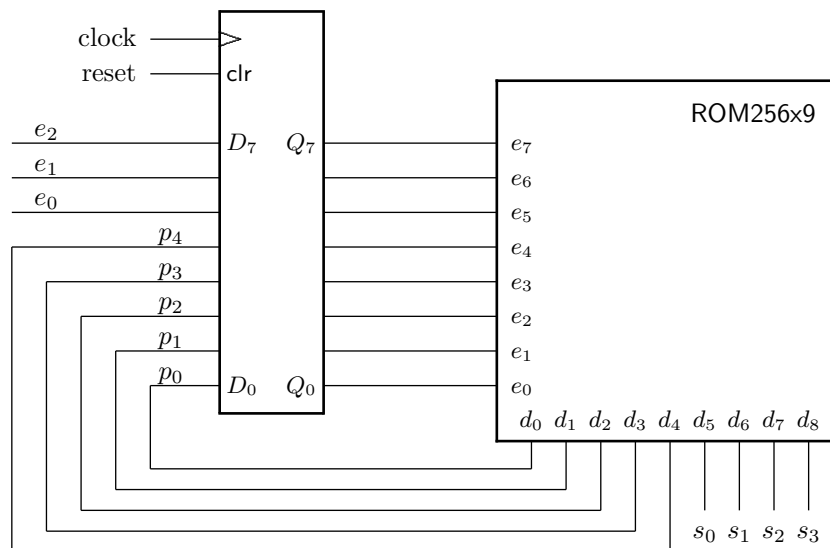 clock
reset
clr
ROM256x9
e₂ D₇ Q₇ e₇
e₁ e₆
e₀ e₅
p₄ e₄
p₃ e₃
p₂ e₂
p₁ e₁
p₀ D₀ Q₀ e₀
d₀ d₁ d₂ d₃ d₄ d₅ d₆ d₇ d₈
s₀ s₁ s₂ s₃